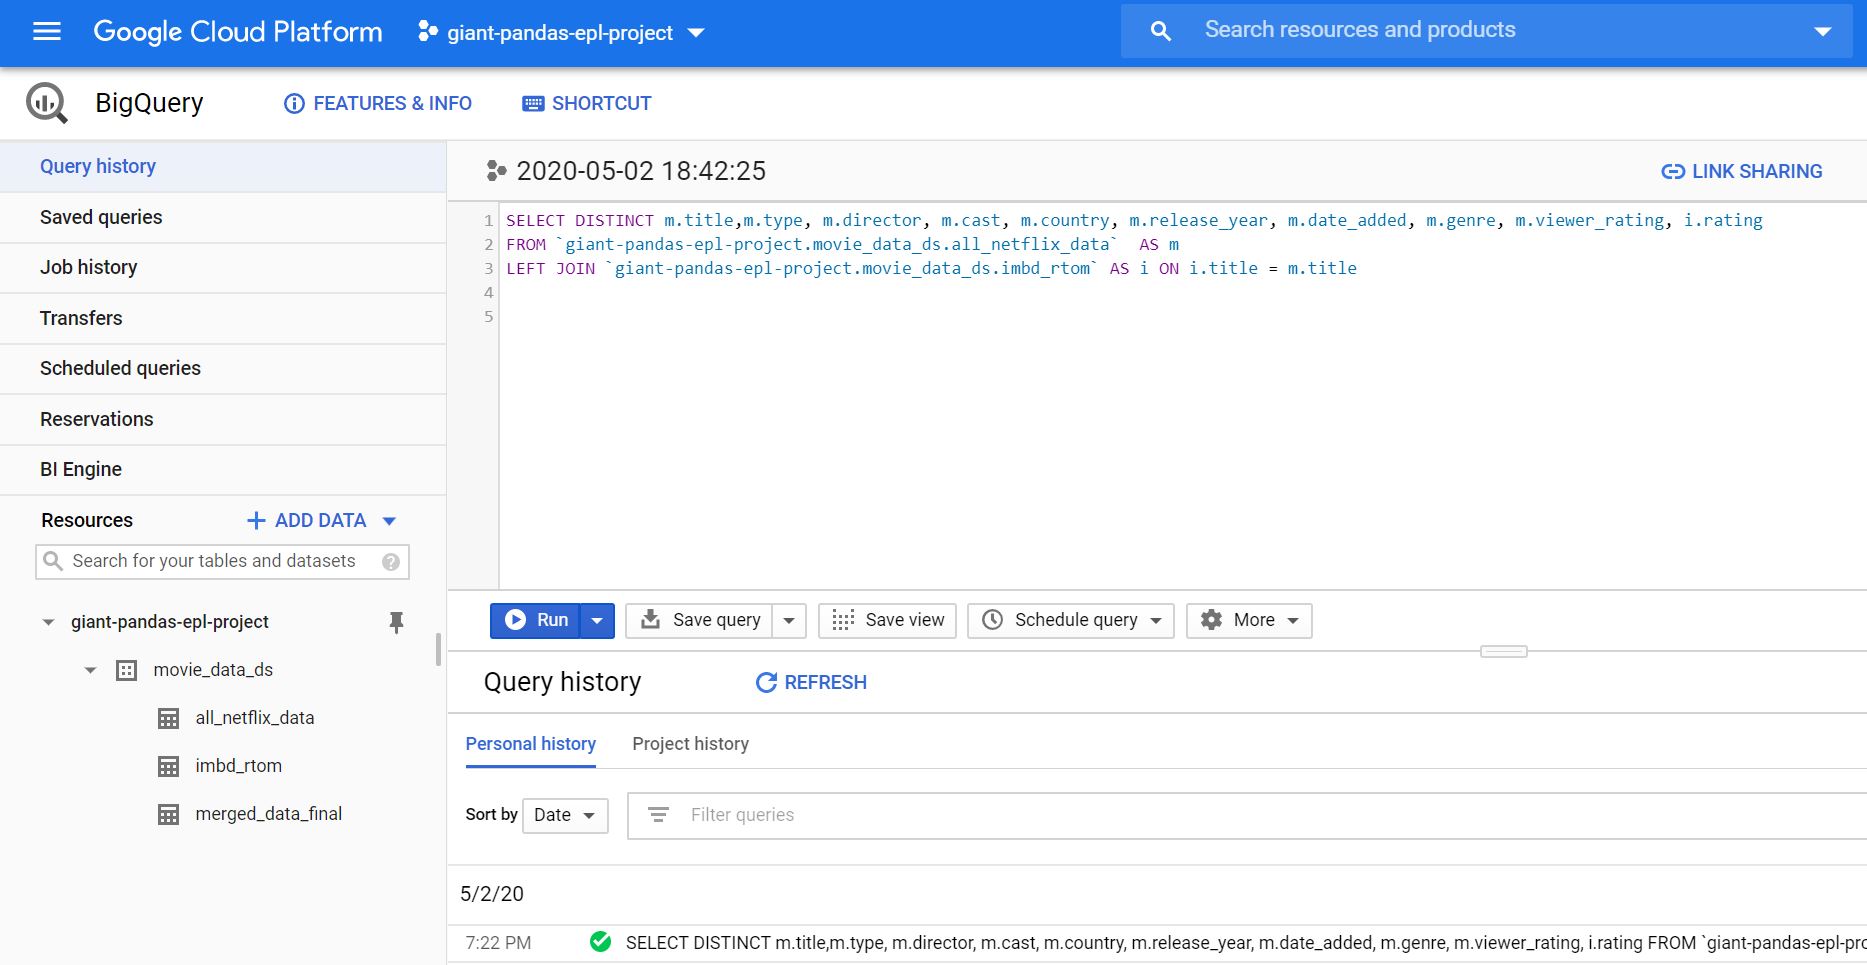 Google Cloud Platform giant-pandas-epl-project Search resources and products
BigQuery FEATURES & INFO SHORTCUT
Query history
Saved queries
Job history
Transfers
Scheduled queries
Reservations
BI Engine
Resources ADD DATA
Search for your tables and datasets ?
giant-pandas-epl-project
movie_data_ds
all_netflix_data
imbd_rtom
merged_data_final
2020-05-02 18:42:25 LINK SHARING
1 SELECT DISTINCT m.title,m.type, m.director, m.cast, m.country, m.release_year, m.date_added, m.genre, m.viewer_rating, i.rating
2 FROM `giant-pandas-epl-project.movie_data_ds.all_netflix_data`  AS m
3 LEFT JOIN `giant-pandas-epl-project.movie_data_ds.imbd_rtom` AS i ON i.title = m.title
4
5
Run Save query Save view Schedule query More
Query history REFRESH
Personal history Project history
Sort by Date Filter queries
5/2/20
7:22 PM SELECT DISTINCT m.title,m.type, m.director, m.cast, m.country, m.release_year, m.date_added, m.genre, m.viewer_rating, i.rating FROM `giant-pandas-epl-pro